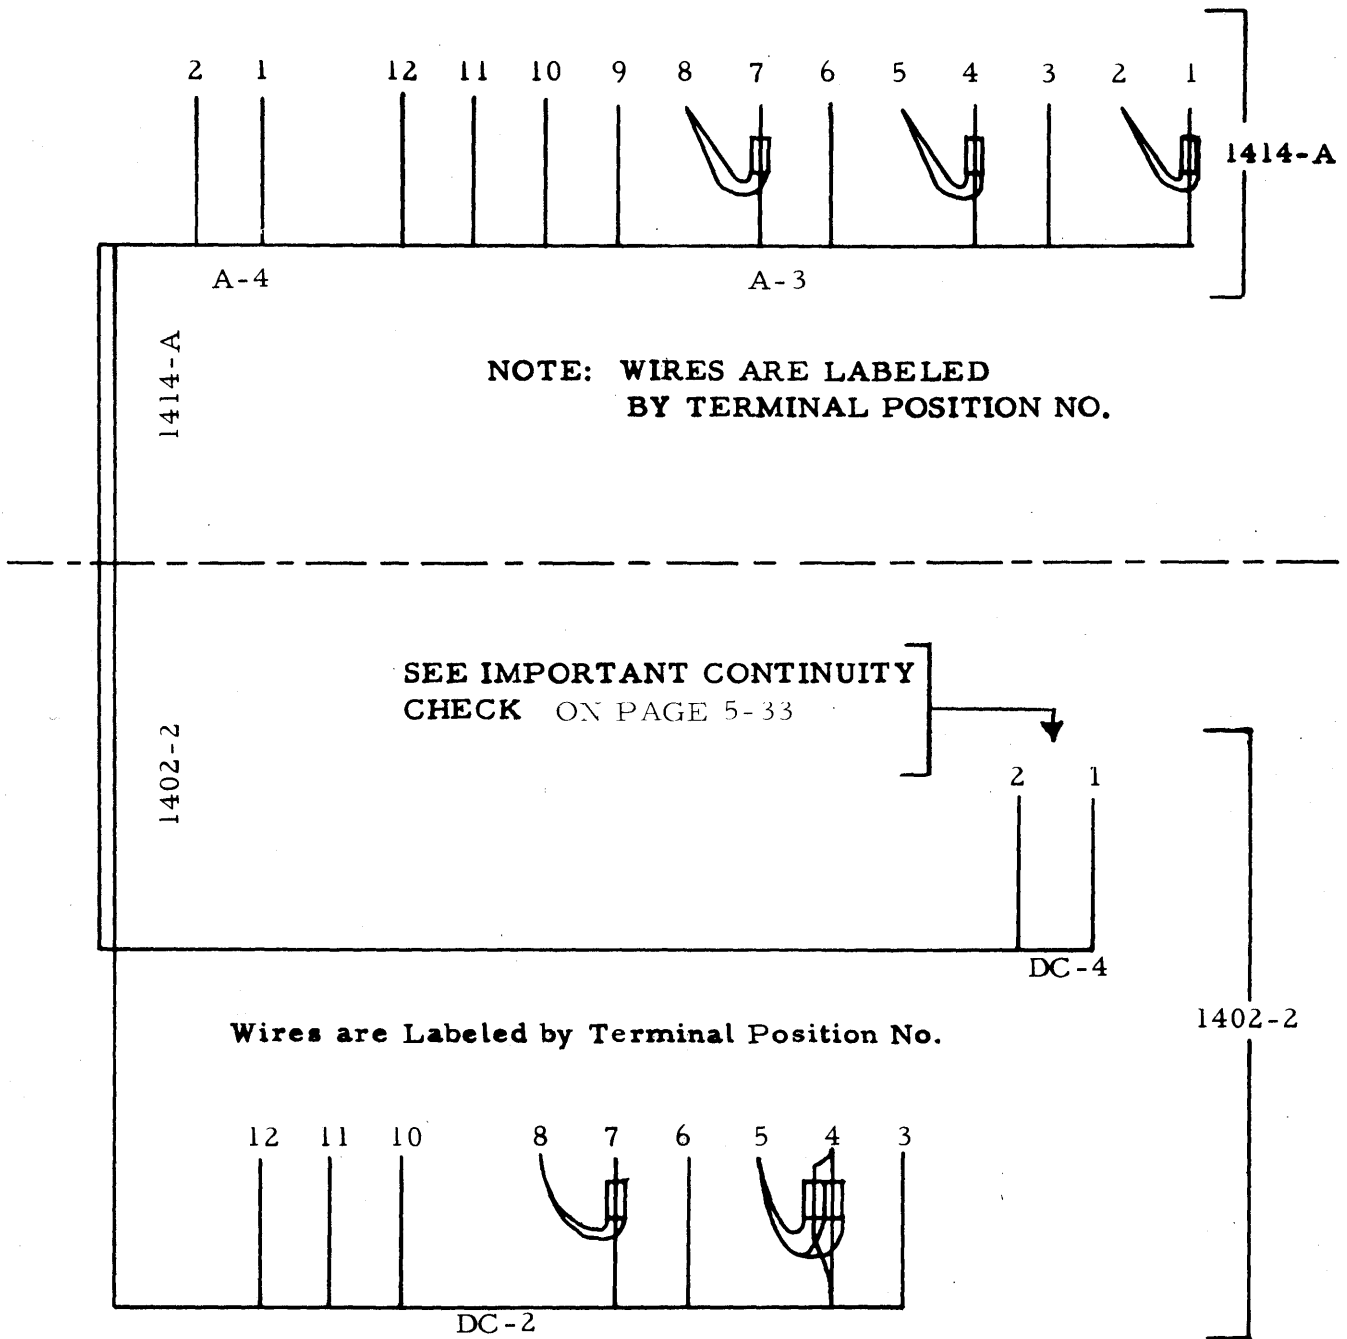 2 1 12 11 10 9 8 7 6 5 4 3 2 1
1414-A
A-4 A-3
1414-A
NOTE: WIRES ARE LABELED
BY TERMINAL POSITION NO.
SEE IMPORTANT CONTINUITY
CHECK ON PAGE 5-33
1402-2
2 1
DC-4
1402-2
Wires are Labeled by Terminal Position No.
12 11 10 8 7 6 5 4 3
DC-2